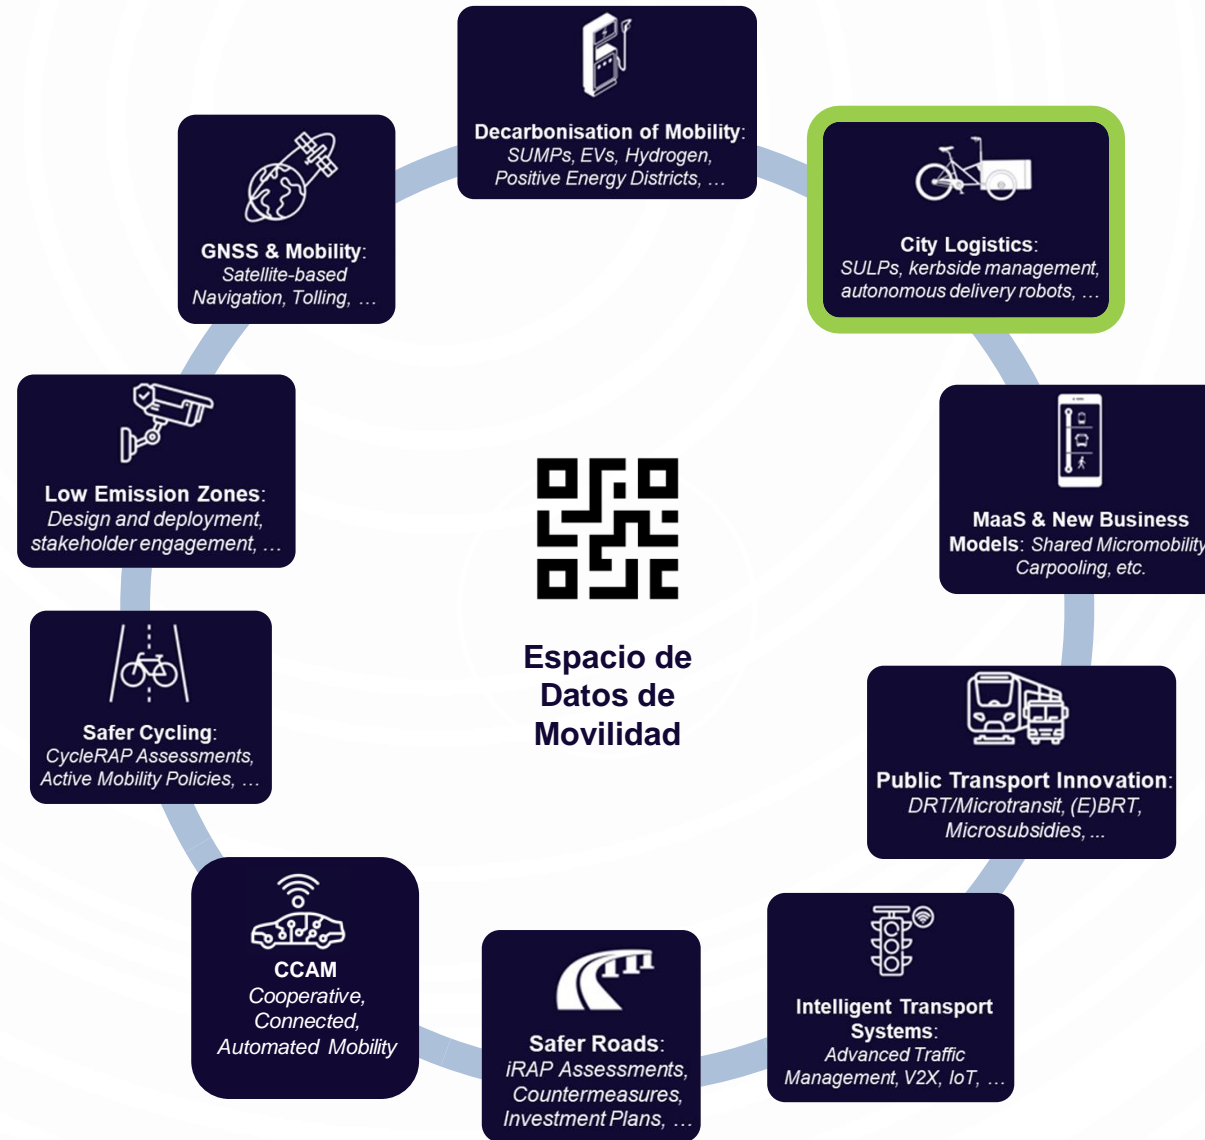 Decarbonisation of Mobility:
SUMPs, EVs, Hydrogen,
Positive Energy Districts, …
City Logistics:
SULPs, kerbside management,
autonomous delivery robots, …
MaaS & New Business
Models: Shared Micromobility
Carpooling, etc.
Public Transport Innovation:
DRT/Microtransit, (E)BRT,
Microsubsidies, ...
Intelligent Transport
Systems:
Advanced Traffic
Management, V2X, IoT, …
Safer Roads:
iRAP Assessments,
Countermeasures,
Investment Plans, …
CCAM
Cooperative,
Connected,
Automated Mobility
Safer Cycling:
CycleRAP Assessments,
Active Mobility Policies, …
Low Emission Zones:
Design and deployment,
stakeholder engagement, …
GNSS & Mobility:
Satellite-based
Navigation, Tolling, …
Espacio de
Datos de
Movilidad